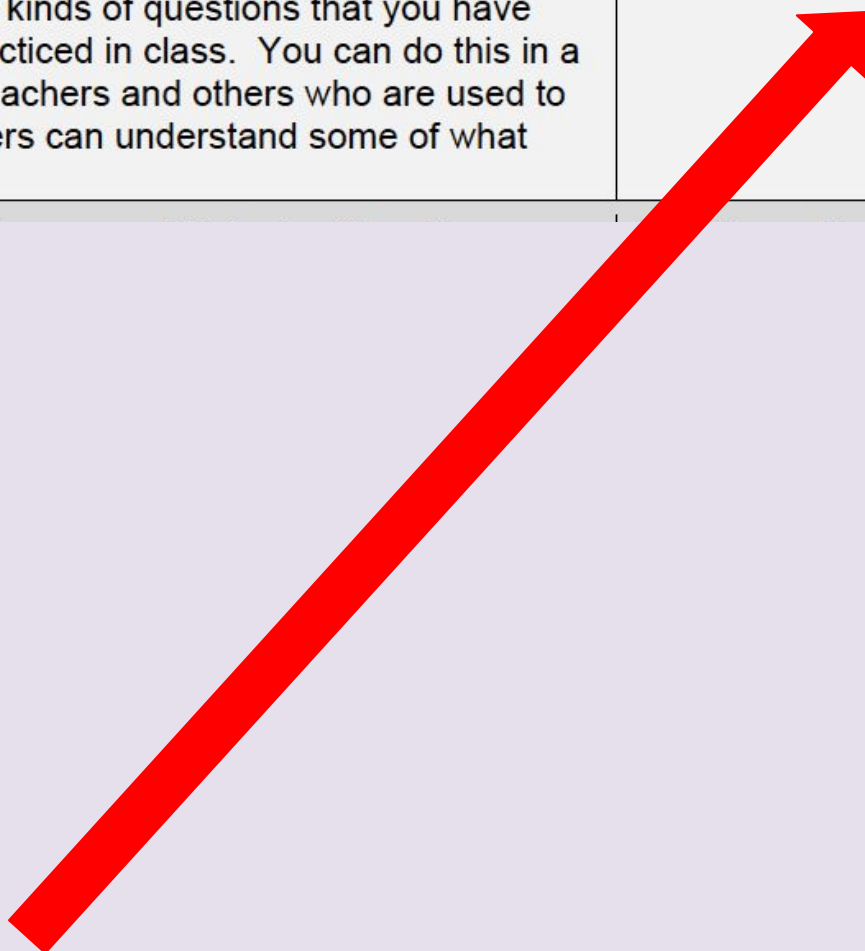 kinds of questions that you have
cticed in class. You can do this in a
achers and others who are used to
ers can understand some of what